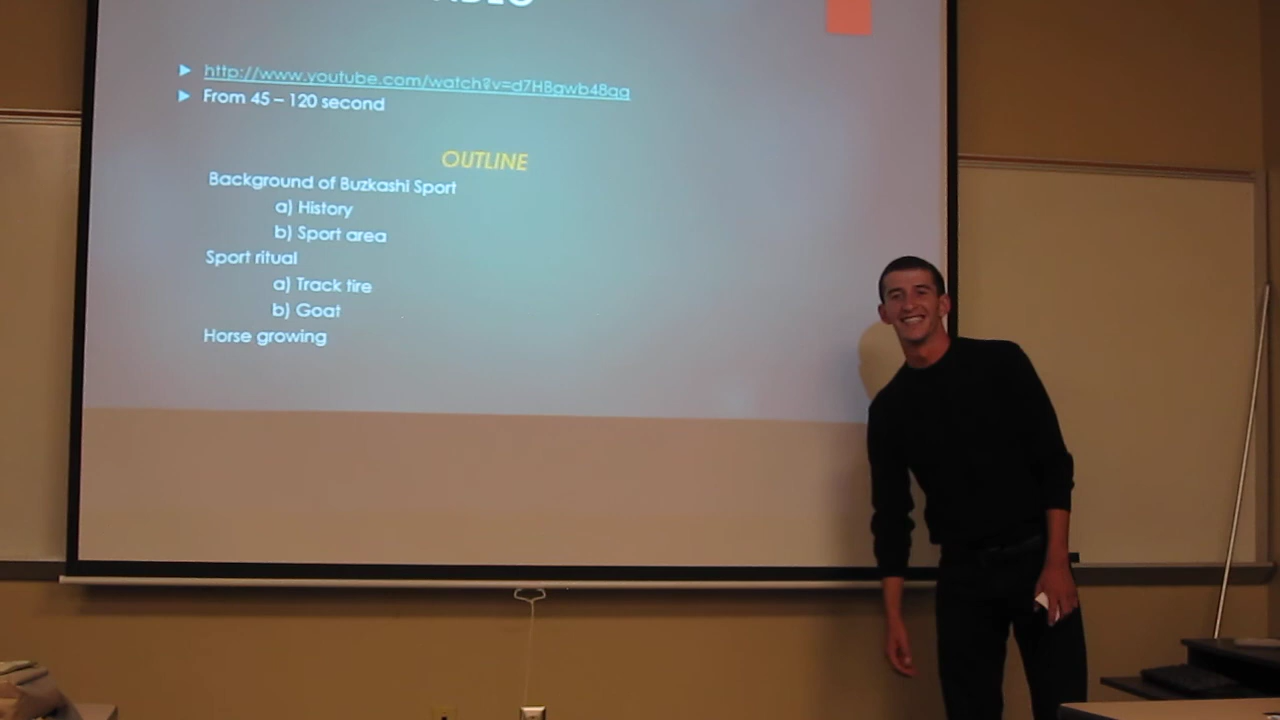 http://www.youtube.com/watch?v=d7HBgwb48gg
From 45 – 120 second
OUTLINE
Background of Buzkashi Sport
a) History
b) Sport area
Sport ritual
a) Track tire
b) Goat
Horse growing